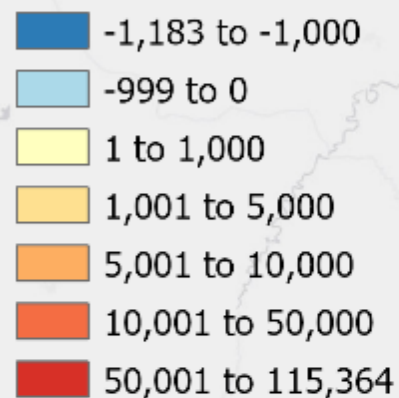 -1,183 to -1,000
-999 to 0
1 to 1,000
1,001 to 5,000
5,001 to 10,000
10,001 to 50,000
50,001 to 115,364